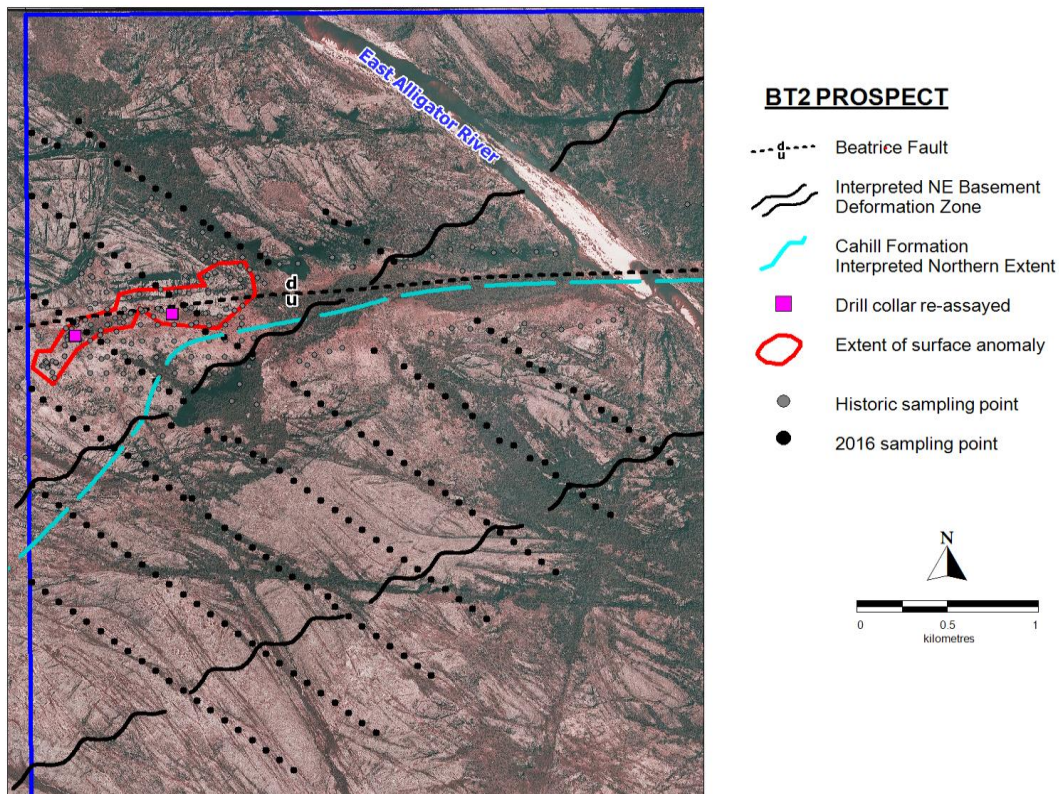 East Alligator River
d
u
BT2 PROSPECT
d
u
Beatrice Fault
Interpreted NE Basement
Deformation Zone
Cahill Formation
Interpreted Northern Extent
Drill collar re-assayed
Extent of surface anomaly
Historic sampling point
2016 sampling point
N
0 0.5 1
kilometres